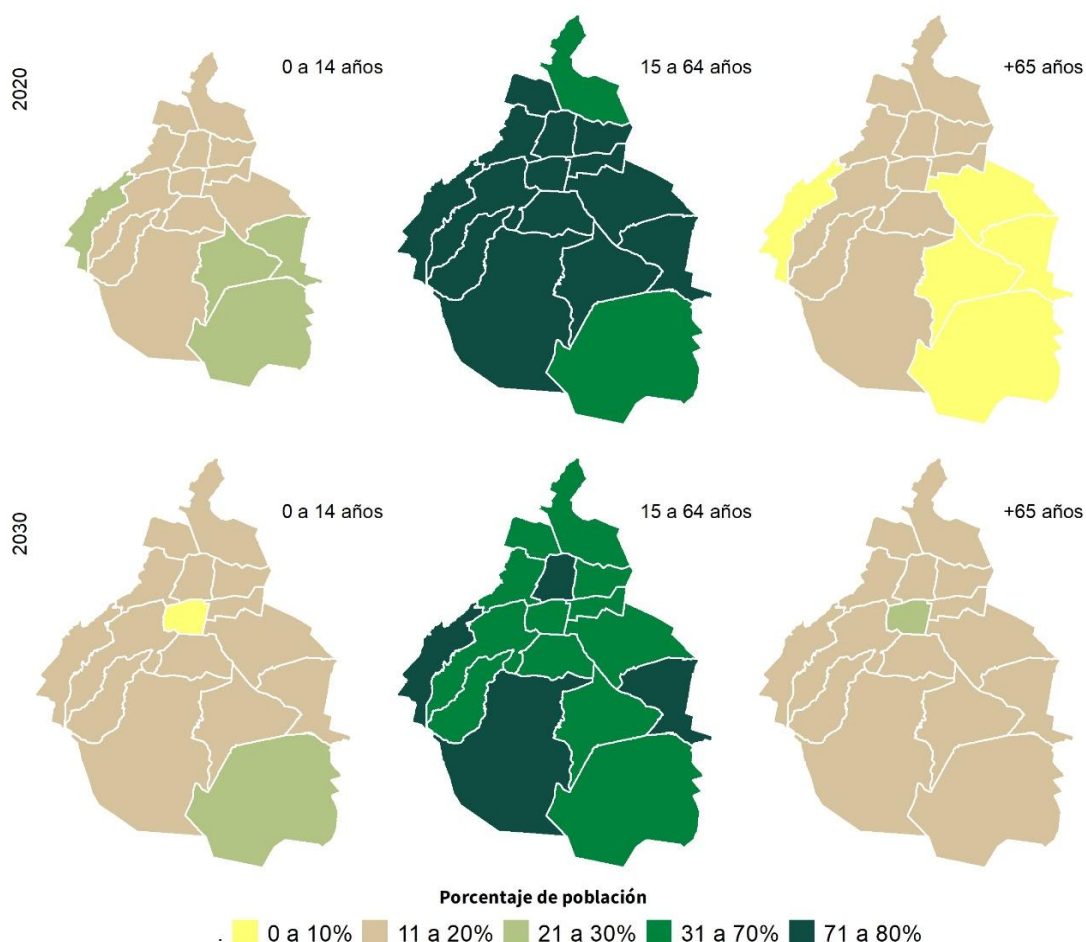 2020
0 a 14 años
15 a 64 años
+65 años
2030
0 a 14 años
15 a 64 años
+65 años
Porcentaje de población
. 0 a 10% 11 a 20% 21 a 30% 31 a 70% 71 a 80%